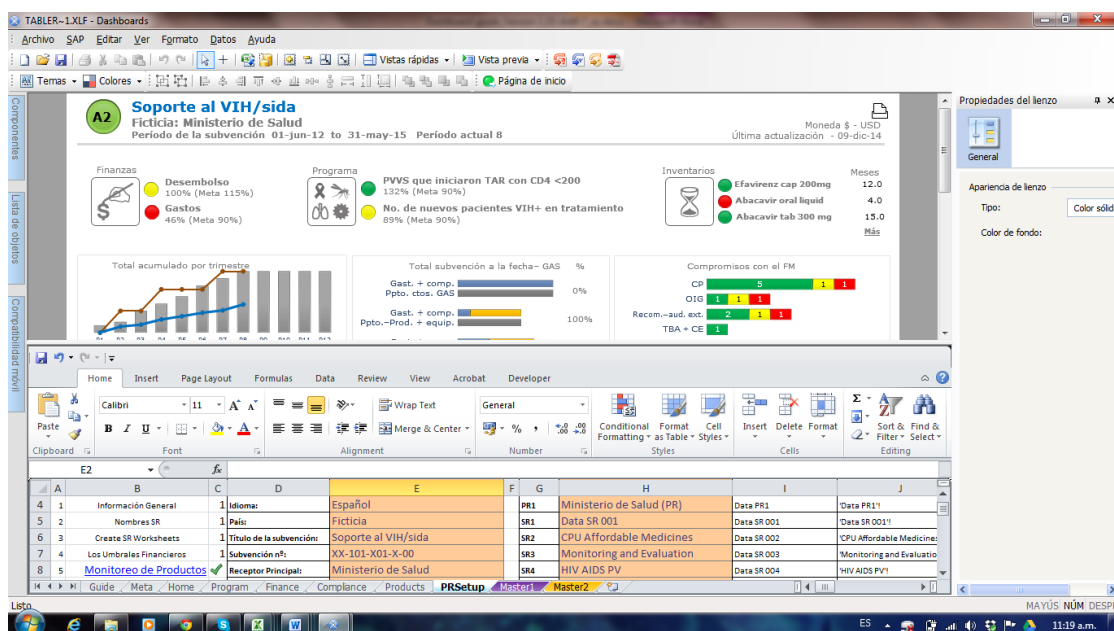 TABLER~1.XLF - Dashboards
Archivo SAP Editar Ver Formato Datos Ayuda
Vistas rápidas Vista previa
Temas Colores Página de inicio
Componentes
Lista de objetos
Compatibilidad móvil
A2
Soporte al VIH/sida
Ficticia: Ministerio de Salud
Período de la subvención 01-jun-12 to 31-may-15 Período actual 8
Moneda $ - USD
Última actualización - 09-dic-14
Finanzas
Desembolso
100% (Meta 115%)
Gastos
46% (Meta 90%)
Programa
PVVS que iniciaron TAR con CD4 <200
132% (Meta 90%)
No. de nuevos pacientes VIH+ en tratamiento
89% (Meta 90%)
Inventarios Meses
Efavirenz cap 200mg 12.0
Abacavir oral liquid 4.0
Abacavir tab 300 mg 15.0
Más
Total acumulado por trimestre
Total subvención a la fecha– GAS %
Gast. + comp.
Ppto. ctos. GAS 0%
Gast. + comp.
Ppto.–Prod. + equip. 100%
Compromisos con el FM
CP 5 1 1
OIG 1 1 1
Recom.–aud. ext. 2 1 1
TBA + CE 1
Propiedades del lienzo
General
Apariencia de lienzo
Tipo: Color sólid
Color de fondo:
Home Insert Page Layout Formulas Data Review View Acrobat Developer
Paste
Calibri 11
B I U
Wrap Text
Merge & Center
General
$ % ,
Conditional Formatting
Format as Table
Cell Styles
Insert Delete Format
Sort & Filter
Find & Select
Clipboard Font Alignment Number Styles Cells Editing
E2 fx
A B C D E F G H I J
4 1 Información General 1 Idioma: Español PR1 Ministerio de Salud (PR) Data PR1 'Data PR1'!
5 2 Nombres SR 1 País: Ficticia SR1 Data SR 001 Data SR 001 'Data SR 001'!
6 3 Create SR Worksheets 1 Título de la subvención: Soporte al VIH/sida SR2 CPU Affordable Medicines Data SR 002 'CPU Affordable Medicine
7 4 Los Umbrales Financieros 1 Subvención nº: XX-101-X01-X-00 SR3 Monitoring and Evaluation Data SR 003 'Monitoring and Evaluatio
8 5 Monitoreo de Productos Receptor Principal: Ministerio de Salud SR4 HIV AIDS PV Data SR 004 'HIV AIDS PV'!
Guide Meta Home Program Finance Compliance Products PRSetup Master1 Master2
Listo
MAYÚS NÚM DESPL
ES 11:19 a.m.